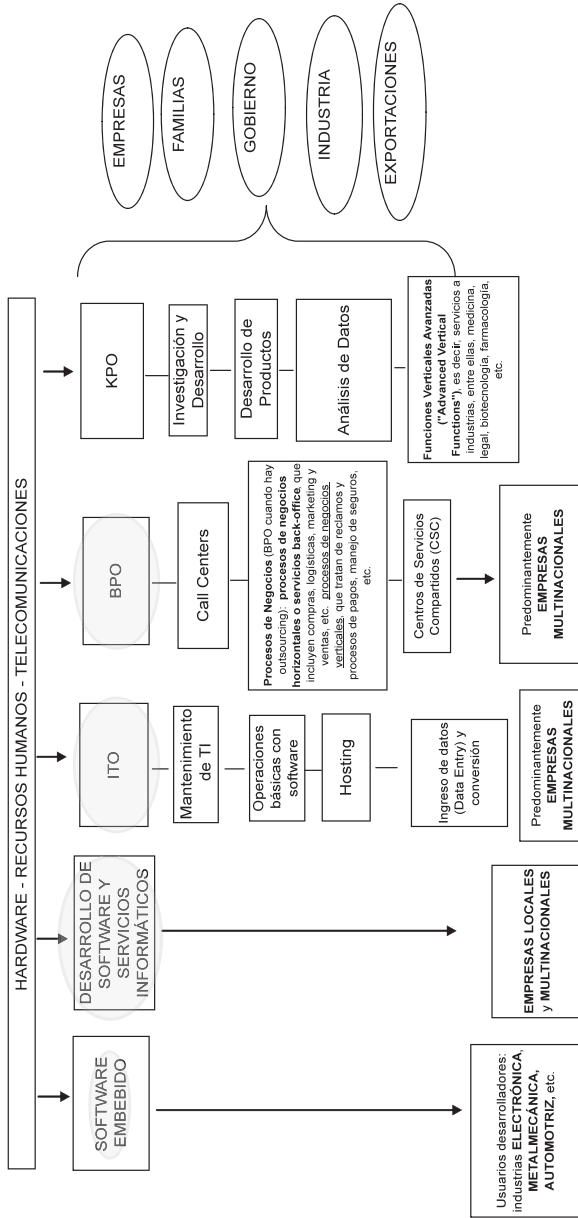 HARDWARE - RECURSOS HUMANOS - TELECOMUNICACIONES
SOFTWARE
EMBEBIDO
Usuarios desarrolladores:
industrias ELECTRÓNICA,
METALMECÁNICA,
AUTOMOTRIZ, etc.
DESARROLLO DE
SOFTWARE Y
SERVICIOS
INFORMÁTICOS
EMPRESAS LOCALES
y MULTINACIONALES
ITO
Mantenimiento
de TI
Operaciones
básicas con
software
Hosting
Ingreso de datos
(Data Entry) y
conversión
Predominantemente
EMPRESAS
MULTINACIONALES
BPO
Call Centers
Procesos de Negocios (BPO cuando hay
outsourcing): procesos de negocios
horizontales o servicios back-office, que
incluyen compras, logísticas, marketing y
ventas, etc. procesos de negocios
verticales, que tratan de reclamos y
procesos de pagos, manejo de seguros,
etc.
Centros de Servicios
Compartidos (CSC)
Predominantemente
EMPRESAS
MULTINACIONALES
KPO
Investigación y
Desarrollo
Desarrollo de
Productos
Análisis de Datos
Funciones Verticales Avanzadas
("Advanced Vertical
Functions"), es decir, servicios a
industrias, entre ellas, medicina,
legal, biotecnología, farmacología,
etc.
EMPRESAS
FAMILIAS
GOBIERNO
INDUSTRIA
EXPORTACIONES